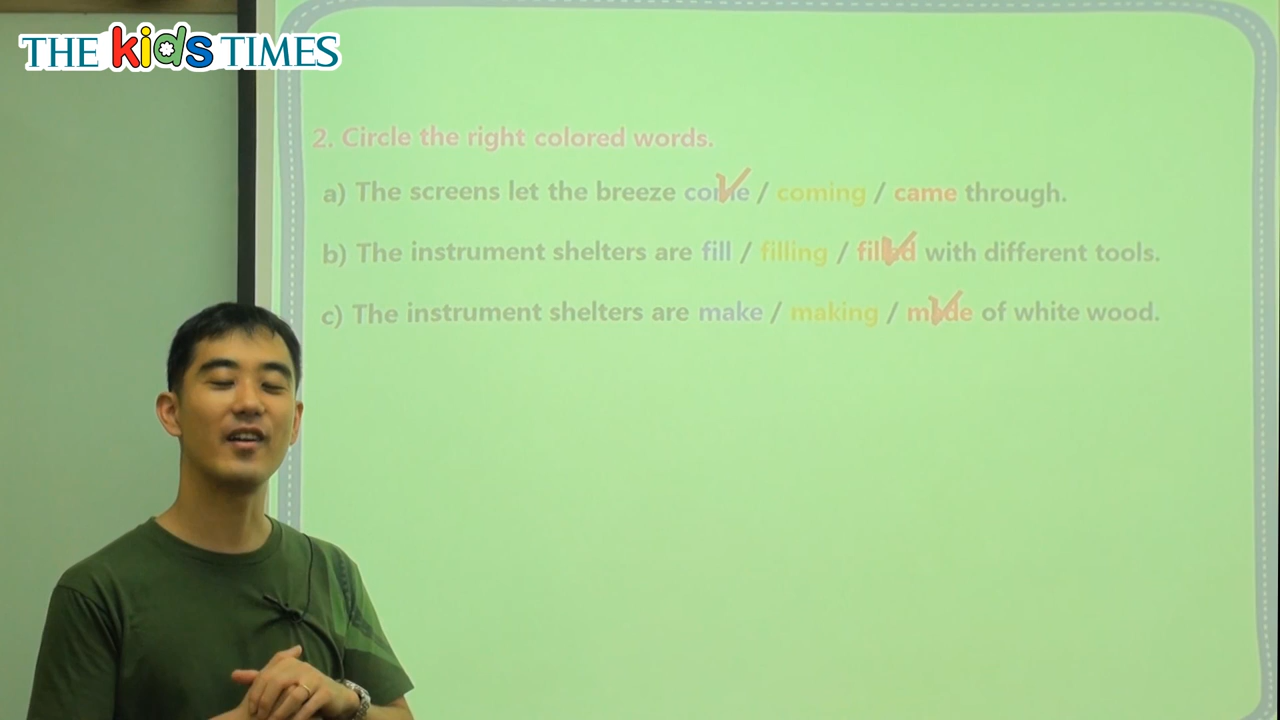 THE kids TIMES
2. Circle the right colored words.
a) The screens let the breeze come / coming / came through.
b) The instrument shelters are fill / filling / filled with different tools.
c) The instrument shelters are make / making / made of white wood.